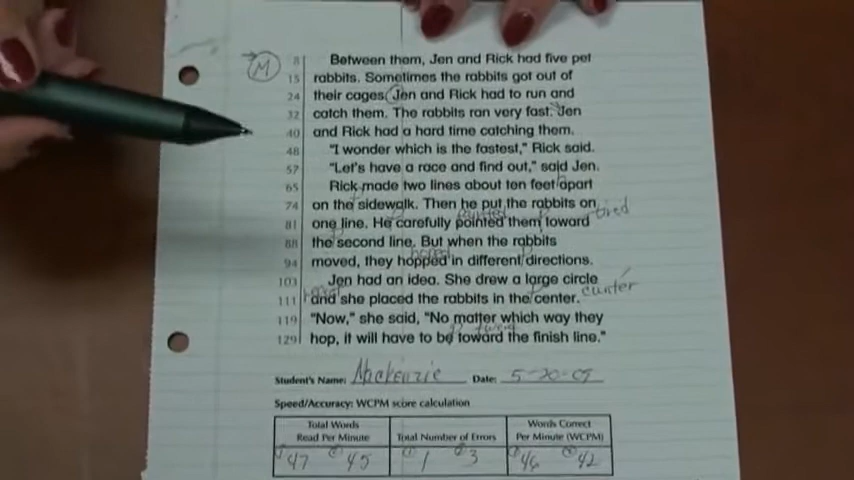 M
8 Between them, Jen and Rick had five pet
15 rabbits. Sometimes the rabbits got out of
24 their cages. Jen and Rick had to run and
32 catch them. The rabbits ran very fast. Jen
40 and Rick had a hard time catching them.
48 "I wonder which is the fastest," Rick said.
57 "Let's have a race and find out," said Jen.
65 Rick made two lines about ten feet apart
74 on the sidewalk. Then he put the rabbits on
81 one line. He carefully pointed them toward
88 the second line. But when the rabbits
94 moved, they hopped in different directions.
103 Jen had an idea. She drew a large circle
111 and she placed the rabbits in the center. cunter
119 "Now," she said, "No matter which way they
129 hop, it will have to be toward the finish line."
Student's Name: Mackenzie Date: 5-20-05
Speed/Accuracy: WCPM score calculation
Total Words Read Per Minute
Total Number of Errors
Words Correct Per Minute (WCPM)
① 47 ② 45 ① 1 ② 3 ① 46 ② 42